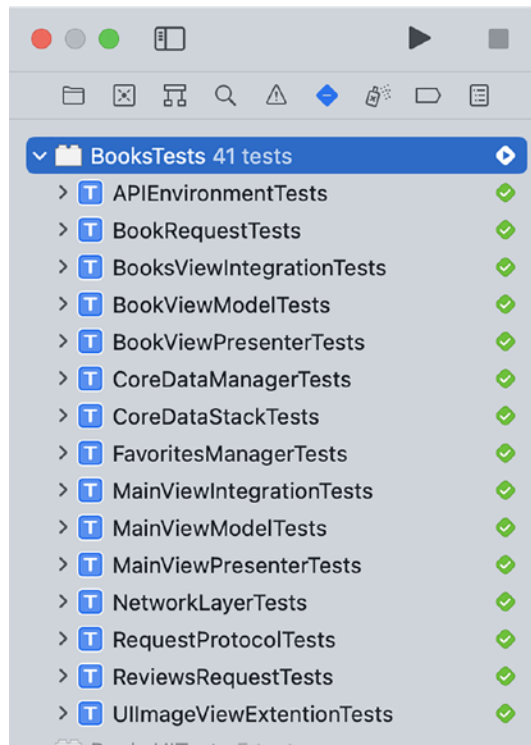 BooksTests 41 tests
T APIEnvironmentTests
T BookRequestTests
T BooksViewIntegrationTests
T BookViewModelTests
T BookViewPresenterTests
T CoreDataManagerTests
T CoreDataStackTests
T FavoritesManagerTests
T MainViewIntegrationTests
T MainViewModelTests
T MainViewPresenterTests
T NetworkLayerTests
T RequestProtocolTests
T ReviewsRequestTests
T UIImageViewExtentionTests